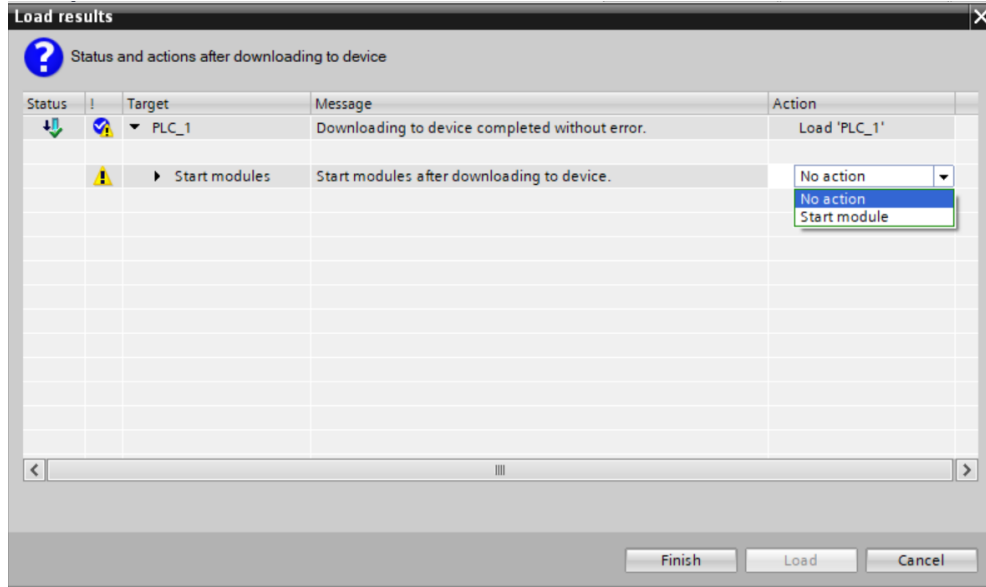 Load results
Status and actions after downloading to device
Status ! Target Message Action
PLC_1 Downloading to device completed without error. Load 'PLC_1'
Start modules Start modules after downloading to device. No action
No action
Start module
Finish Load Cancel